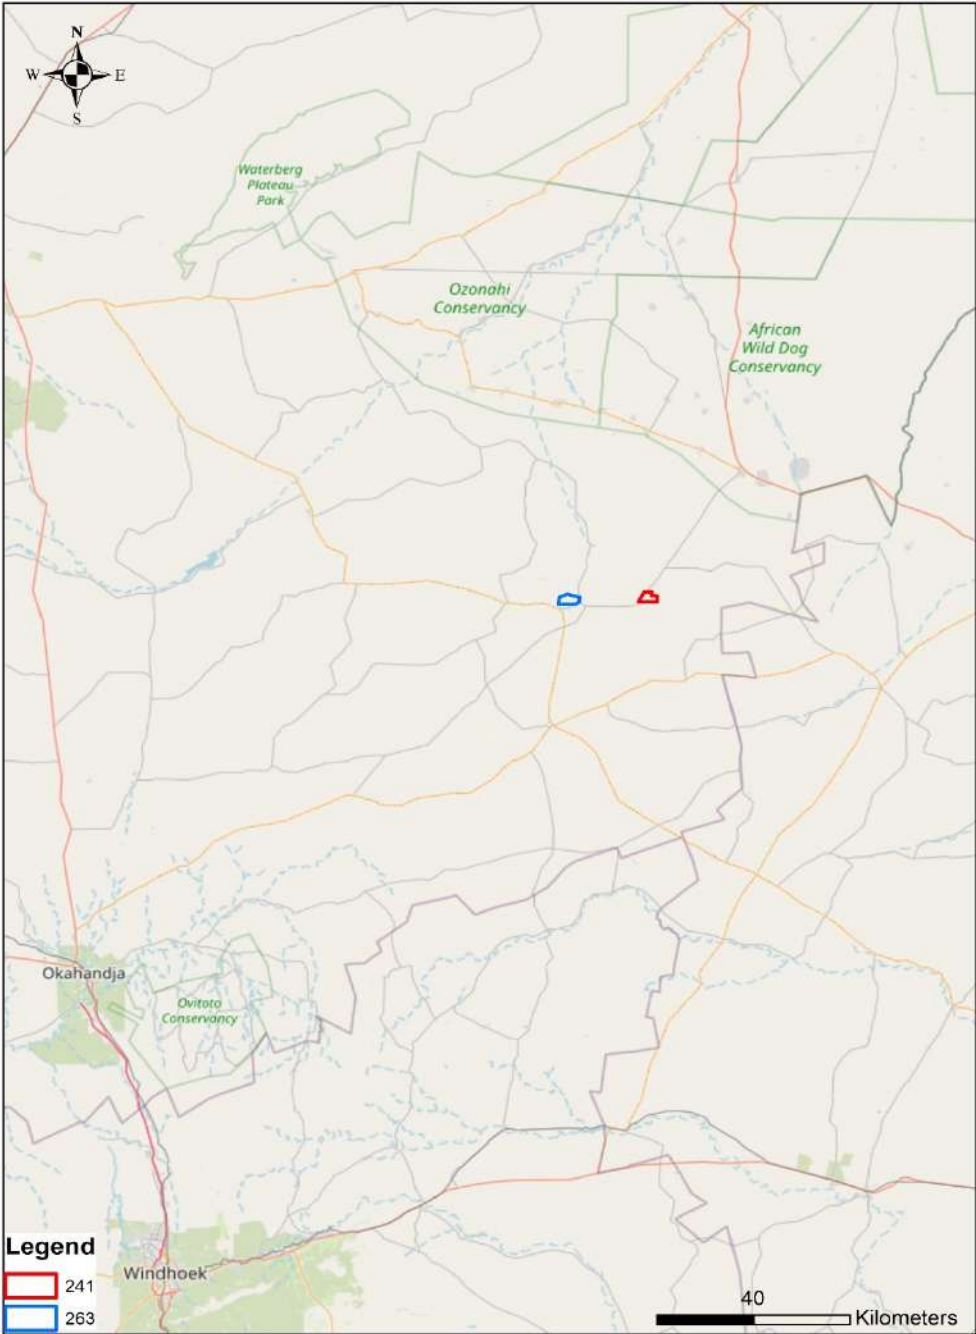 N
W E
S
Waterberg
Plateau
Park
Ozonahi
Conservancy
African
Wild Dog
Conservancy
Okahandja
Ovitoto
Conservancy
Windhoek
Legend
241
263
40
Kilometers